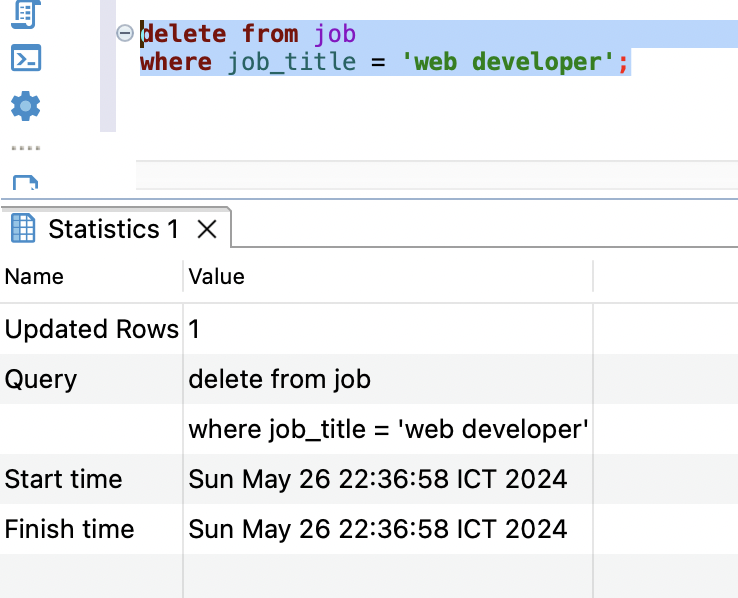 delete from job
where job_title = 'web developer';
Statistics 1
Name Value
Updated Rows 1
Query delete from job
where job_title = 'web developer'
Start time Sun May 26 22:36:58 ICT 2024
Finish time Sun May 26 22:36:58 ICT 2024